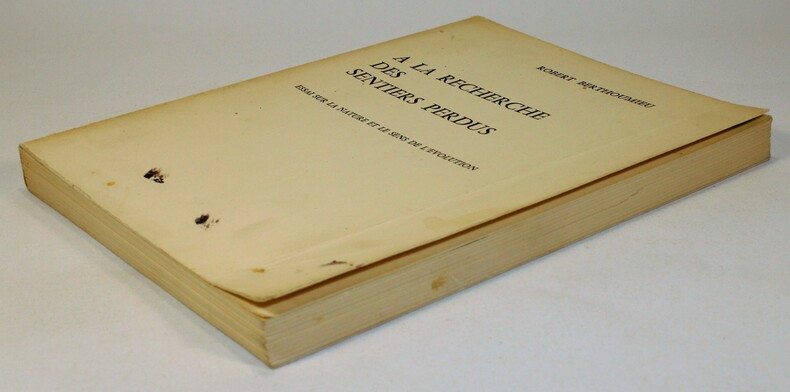 ROBERT BERTHOUMIEU
A LA RECHERCHE
DES
SENTIERS PERDUS
ESSAI SUR LA NATURE ET LE SENS DE L'EVOLUTION